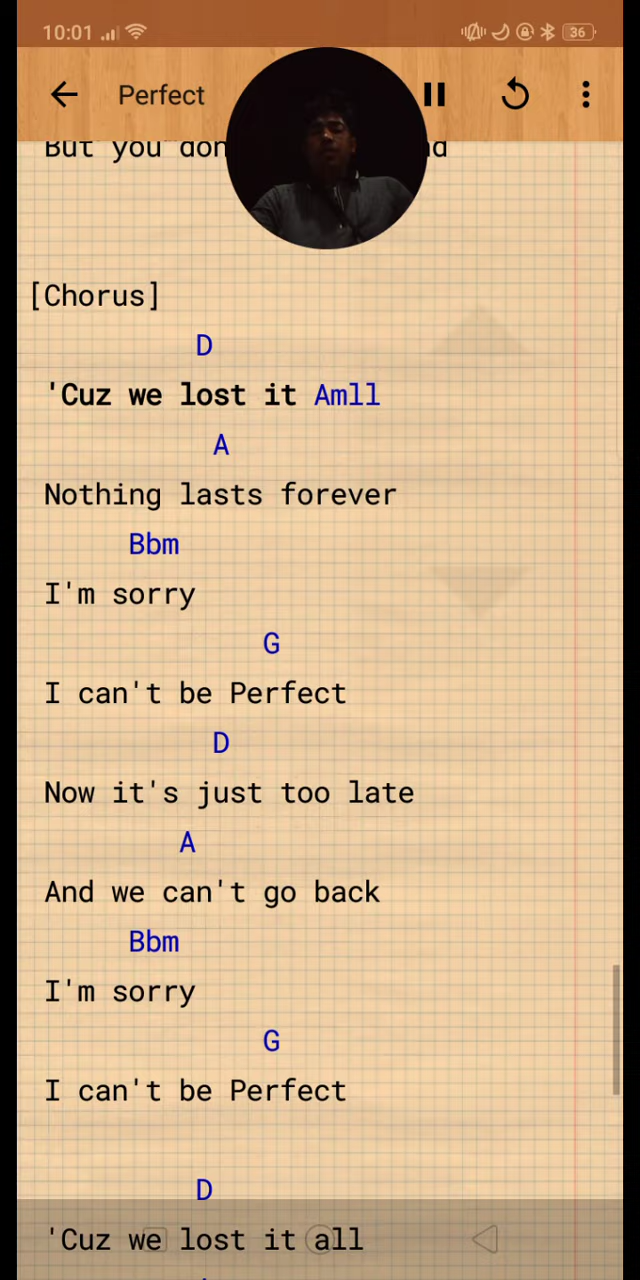 10:01 36
Perfect
But you don
[Chorus]
D
'Cuz we lost it Amll
A
Nothing lasts forever
Bbm
I'm sorry
G
I can't be Perfect
D
Now it's just too late
A
And we can't go back
Bbm
I'm sorry
G
I can't be Perfect
D
'Cuz we lost it all